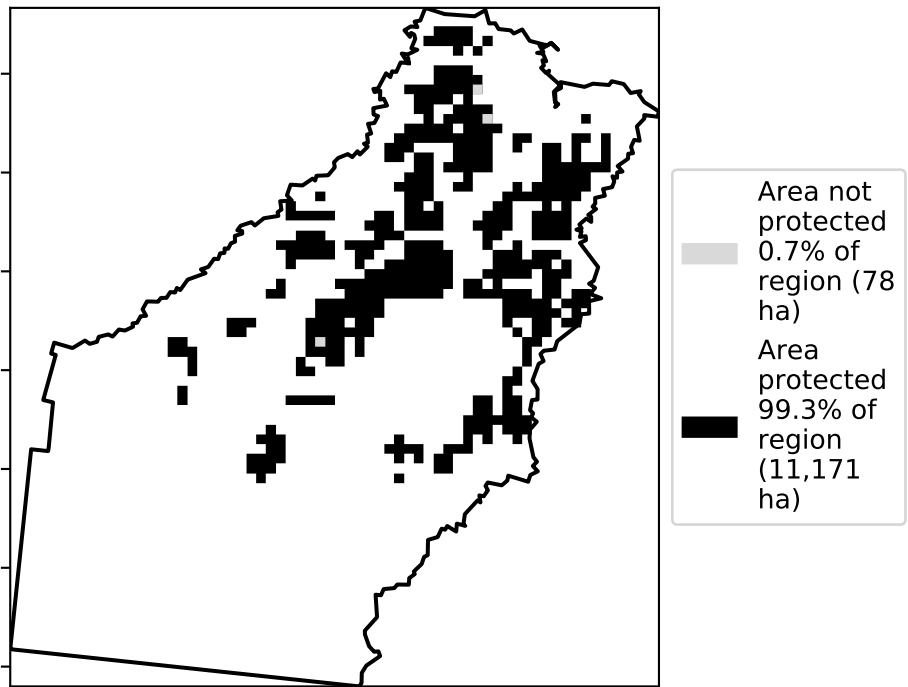 Area not
protected
0.7% of
region (78
ha)
Area
protected
99.3% of
region
(11,171
ha)